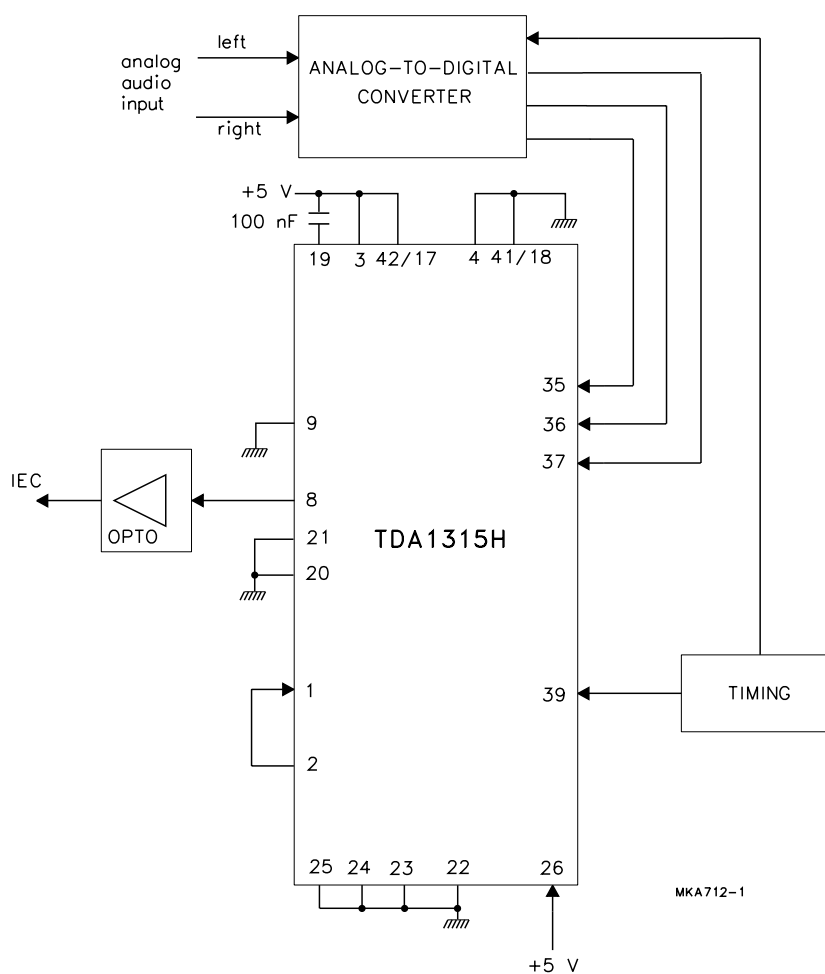 left
analog
audio
input
right
ANALOG-TO-DIGITAL
CONVERTER
+5 V
100 nF
19 3 42/17 4 41/18
35
9
36
37
IEC
8
OPTO
21
TDA1315H
20
1
39
TIMING
2
25 24 23 22 26
MKA712-1
+5 V